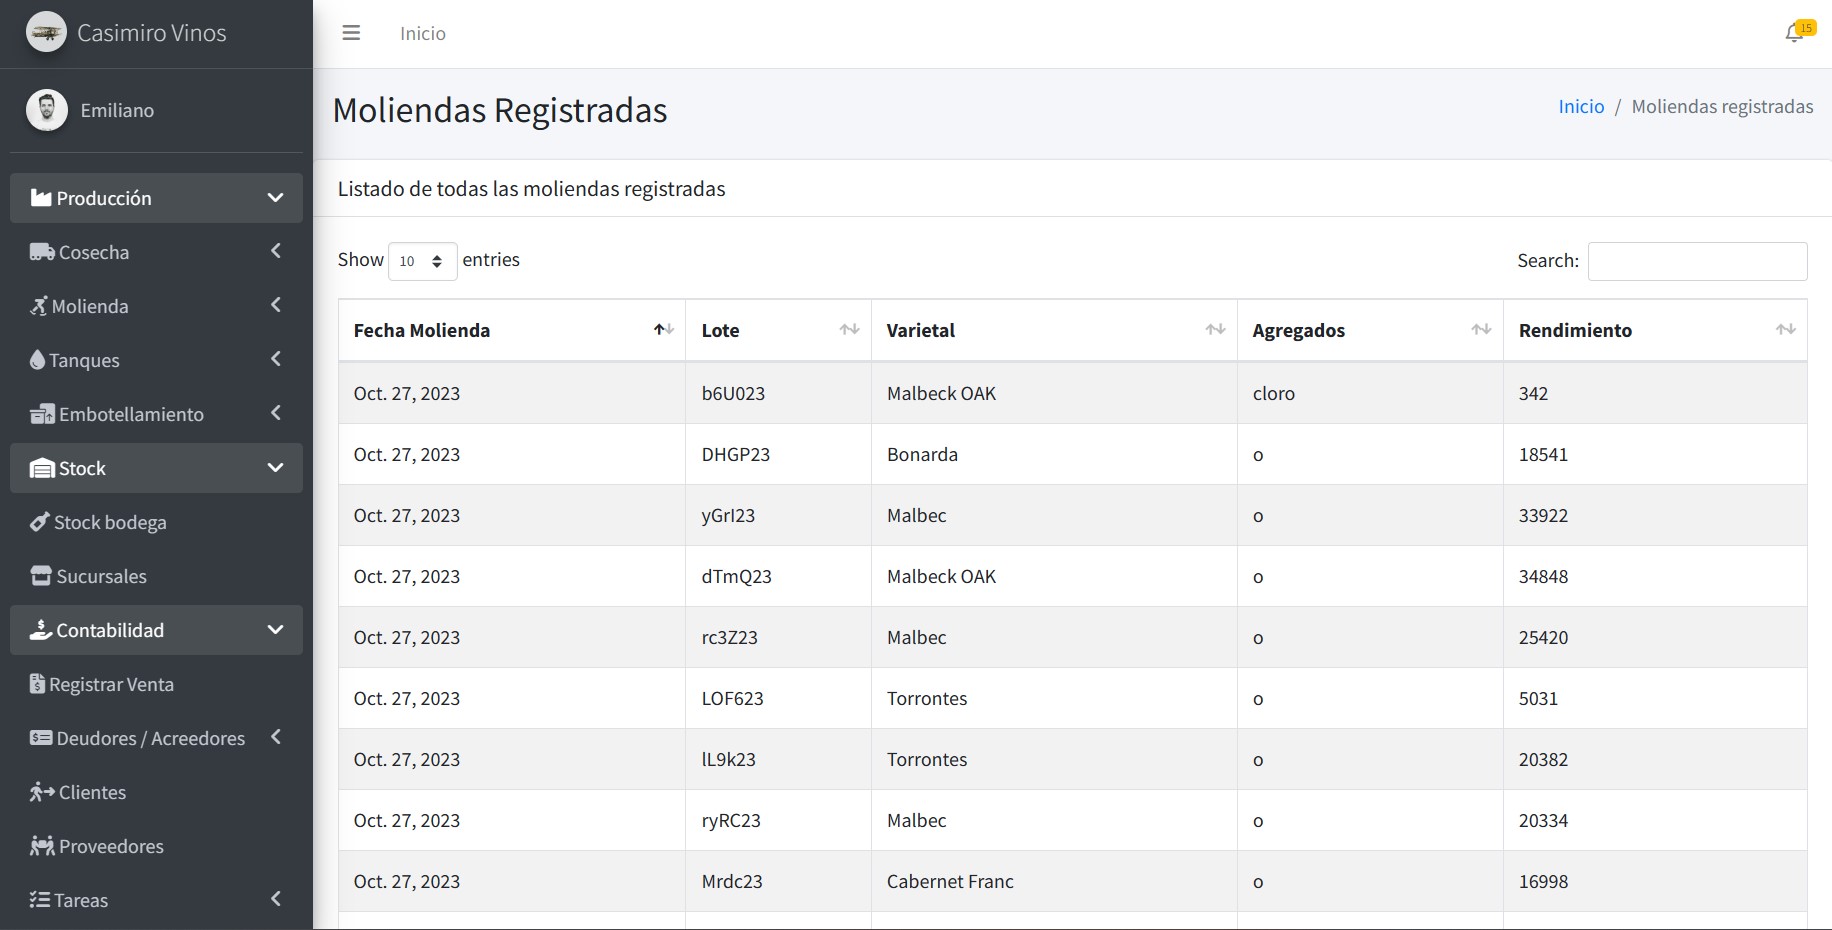 Casimiro Vinos
Inicio
15
Emiliano
Moliendas Registradas
Inicio / Moliendas registradas
Producción
Cosecha
Molienda
Tanques
Embotellamiento
Stock
Stock bodega
Sucursales
Contabilidad
Registrar Venta
Deudores / Acreedores
Clientes
Proveedores
Tareas
Listado de todas las moliendas registradas
Show 10 entries
Search:
Fecha Molienda Lote Varietal Agregados Rendimiento
Oct. 27, 2023 b6U023 Malbeck OAK cloro 342
Oct. 27, 2023 DHGP23 Bonarda o 18541
Oct. 27, 2023 yGrI23 Malbec o 33922
Oct. 27, 2023 dTmQ23 Malbeck OAK o 34848
Oct. 27, 2023 rc3Z23 Malbec o 25420
Oct. 27, 2023 LOF623 Torrontes o 5031
Oct. 27, 2023 lL9k23 Torrontes o 20382
Oct. 27, 2023 ryRC23 Malbec o 20334
Oct. 27, 2023 Mrdc23 Cabernet Franc o 16998